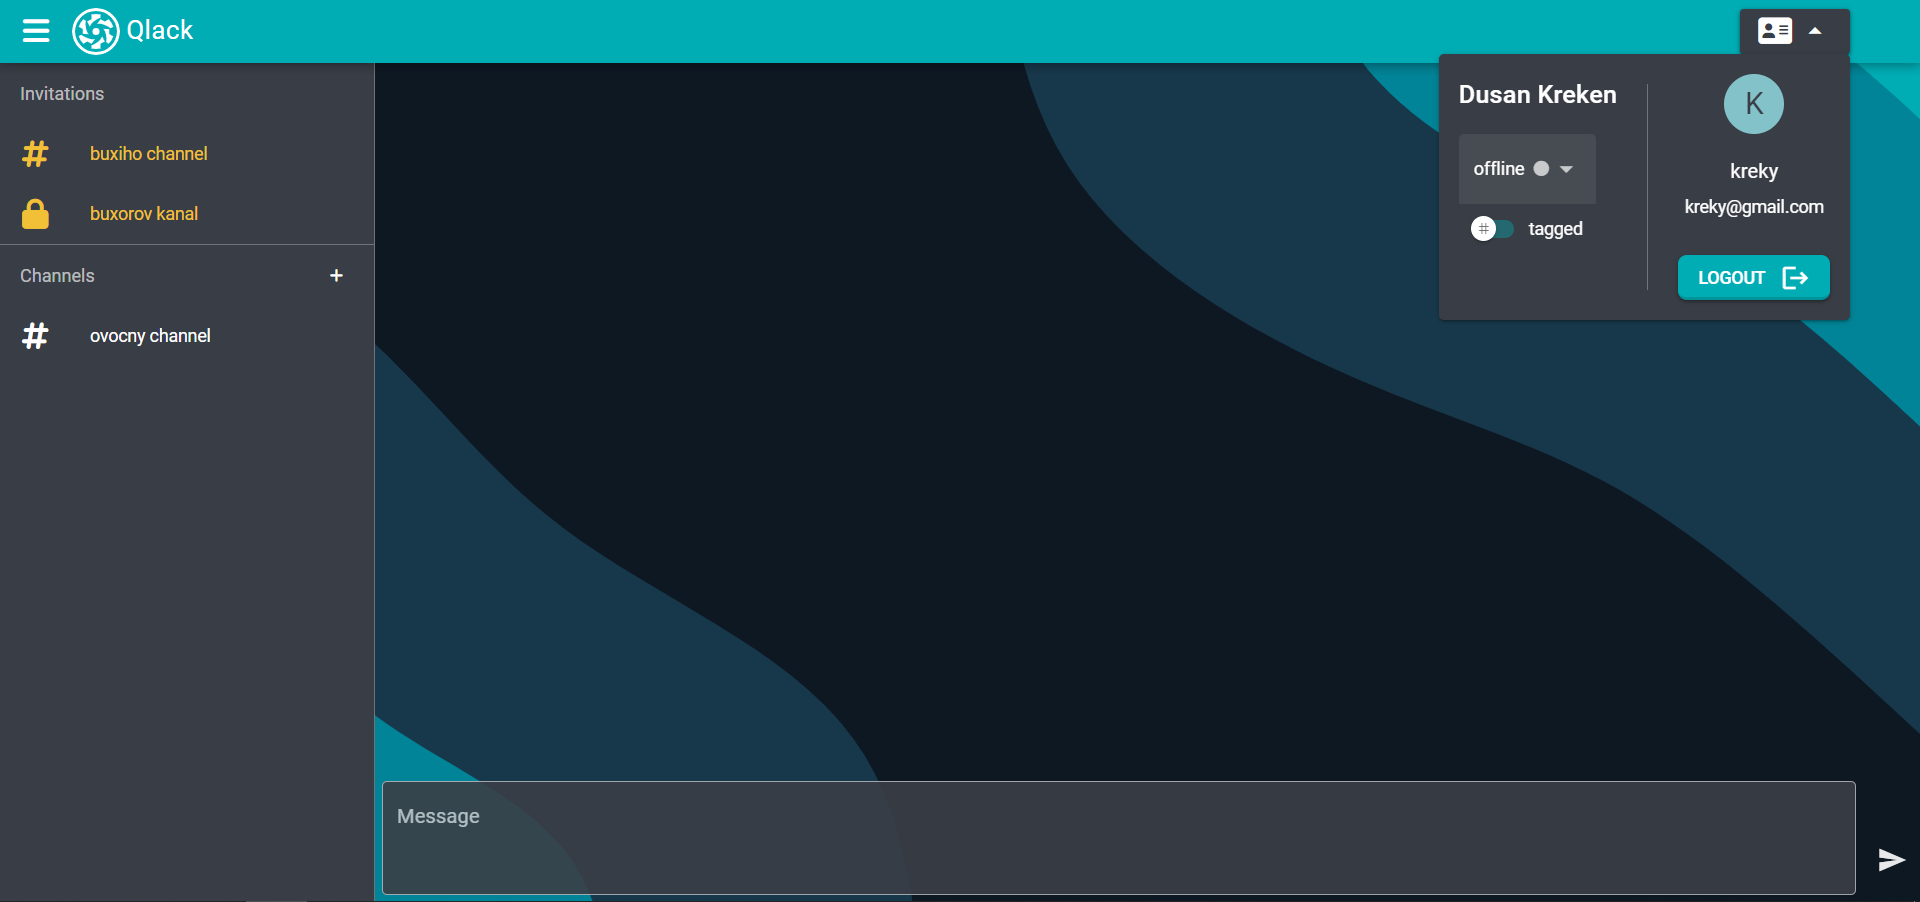 Qlack
Invitations
# buxiho channel
buxorov kanal
Channels +
# ovocny channel
Dusan Kreken
offline
# tagged
K
kreky
kreky@gmail.com
LOGOUT
Message